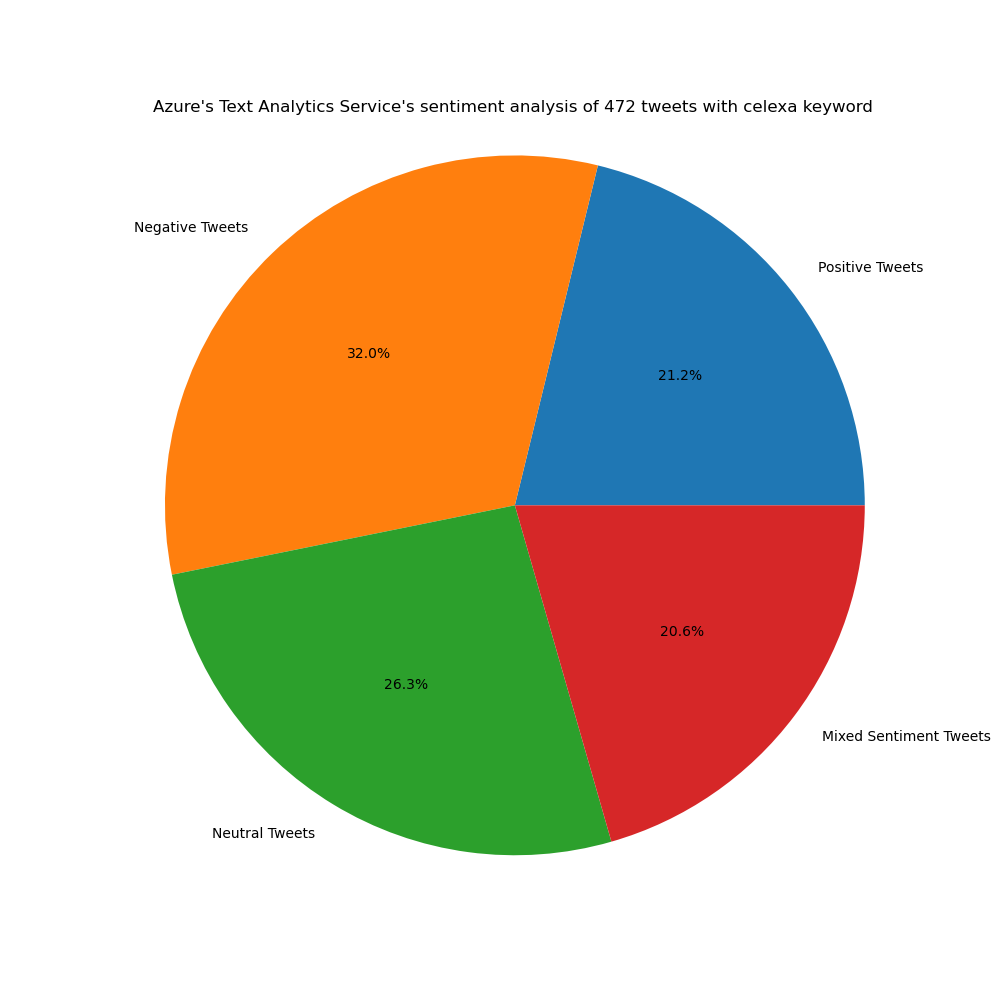 Azure's Text Analytics Service's sentiment analysis of 472 tweets with celexa keyword
Negative Tweets
Positive Tweets
32.0%
21.2%
20.6%
26.3%
Mixed Sentiment Tweets
Neutral Tweets